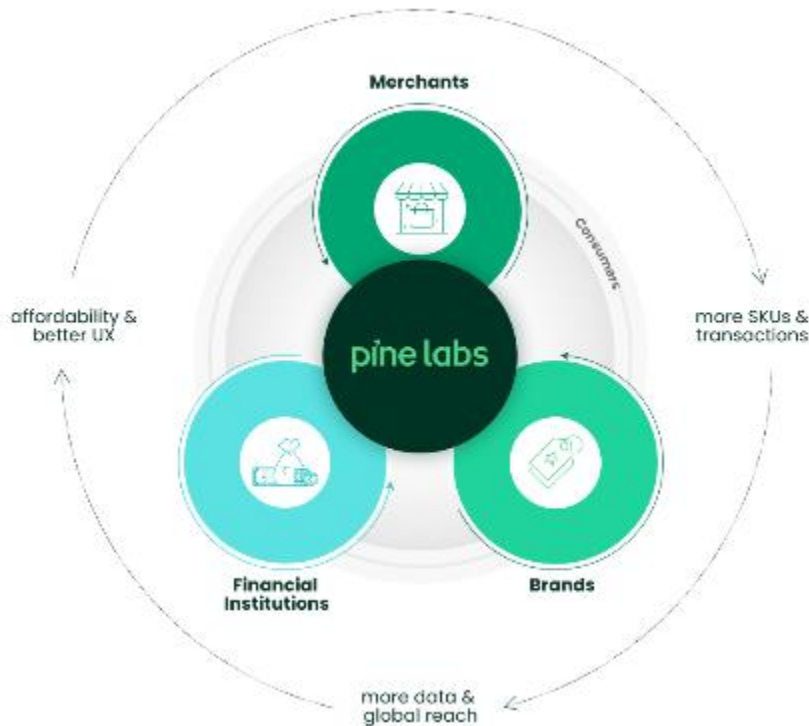 Merchants
consumers
affordability &
better UX
more SKUs &
transactions
pine labs
Financial
Institutions
Brands
more data &
global reach